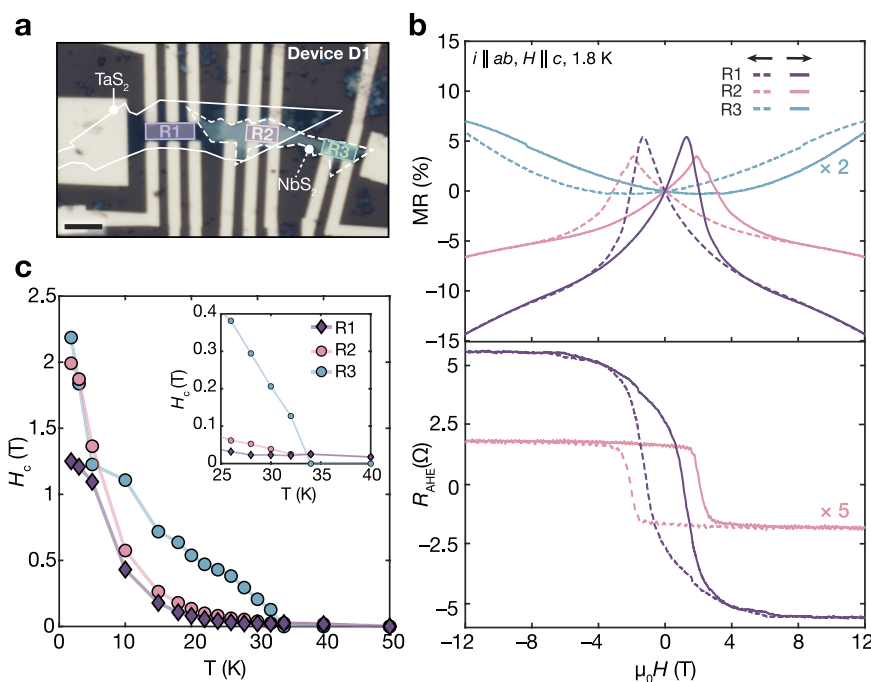 a
Device D1
TaS2
R1
R2
R3
NbS2
b
i || ab, H || c, 1.8 K
R1
R2
R3
× 2
MR (%)
15
10
5
0
−5
−10
−15
5
2.5
0
−2.5
−5
RAHE(Ω)
× 5
−12
−8
−4
0
4
8
12
μ0H (T)
c
Hc (T)
2.5
2
1.5
1
0.5
0
0
10
20
30
40
50
T (K)
0.4
0.3
0.2
0.1
0
Hc(T)
R1
R2
R3
25
30
35
40
T (K)